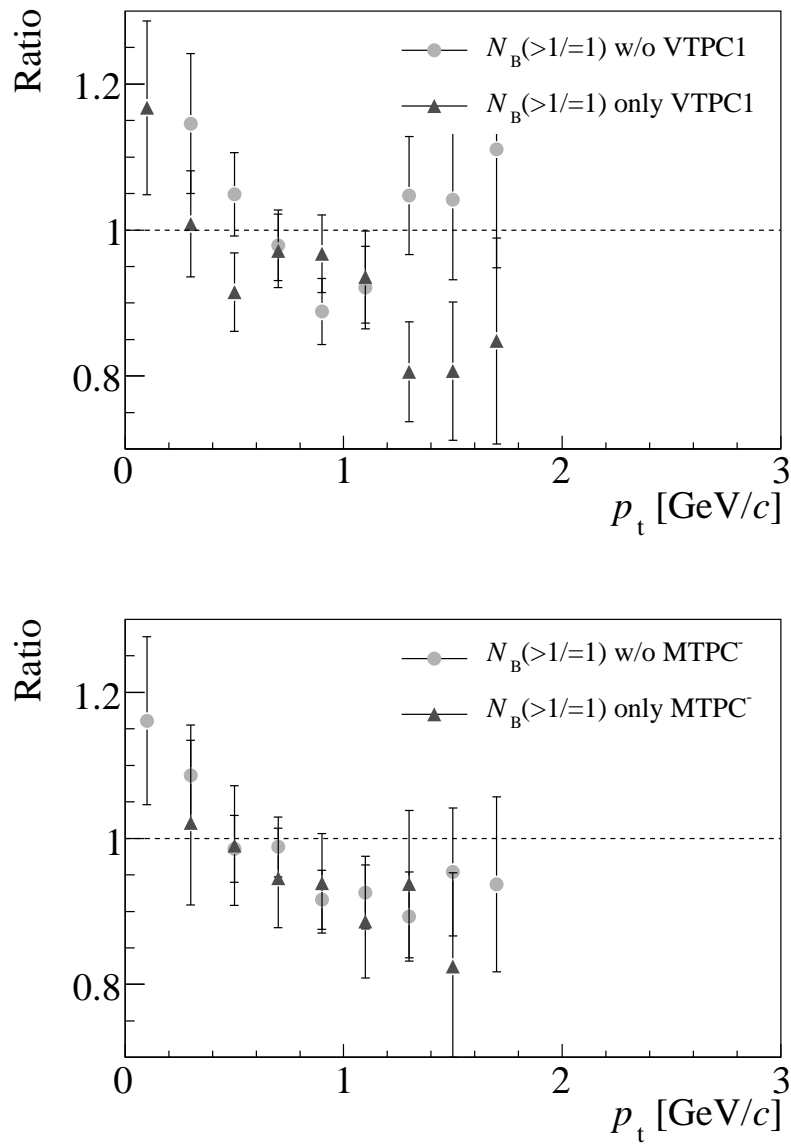 Ratio
N_B(>1/=1) w/o VTPC1
N_B(>1/=1) only VTPC1
1.2
1
0.8
0 1 2 3
p_t [GeV/c]
Ratio
N_B(>1/=1) w/o MTPC⁻
N_B(>1/=1) only MTPC⁻
1.2
1
0.8
0 1 2 3
p_t [GeV/c]